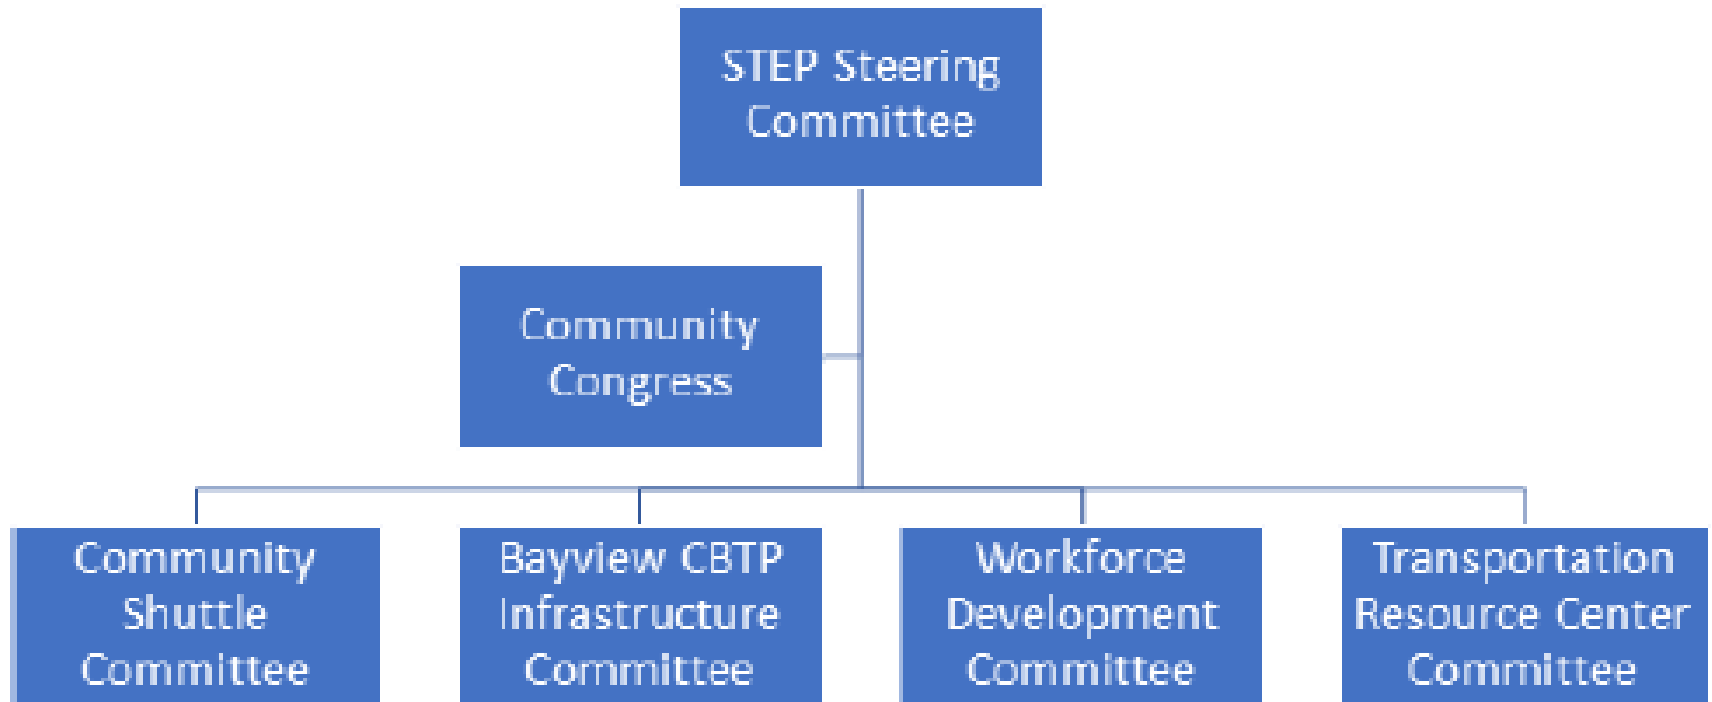 STEP Steering
Committee
Community
Congress
Community
Shuttle
Committee
Bayview CBTP
Infrastructure
Committee
Workforce
Development
Committee
Transportation
Resource Center
Committee